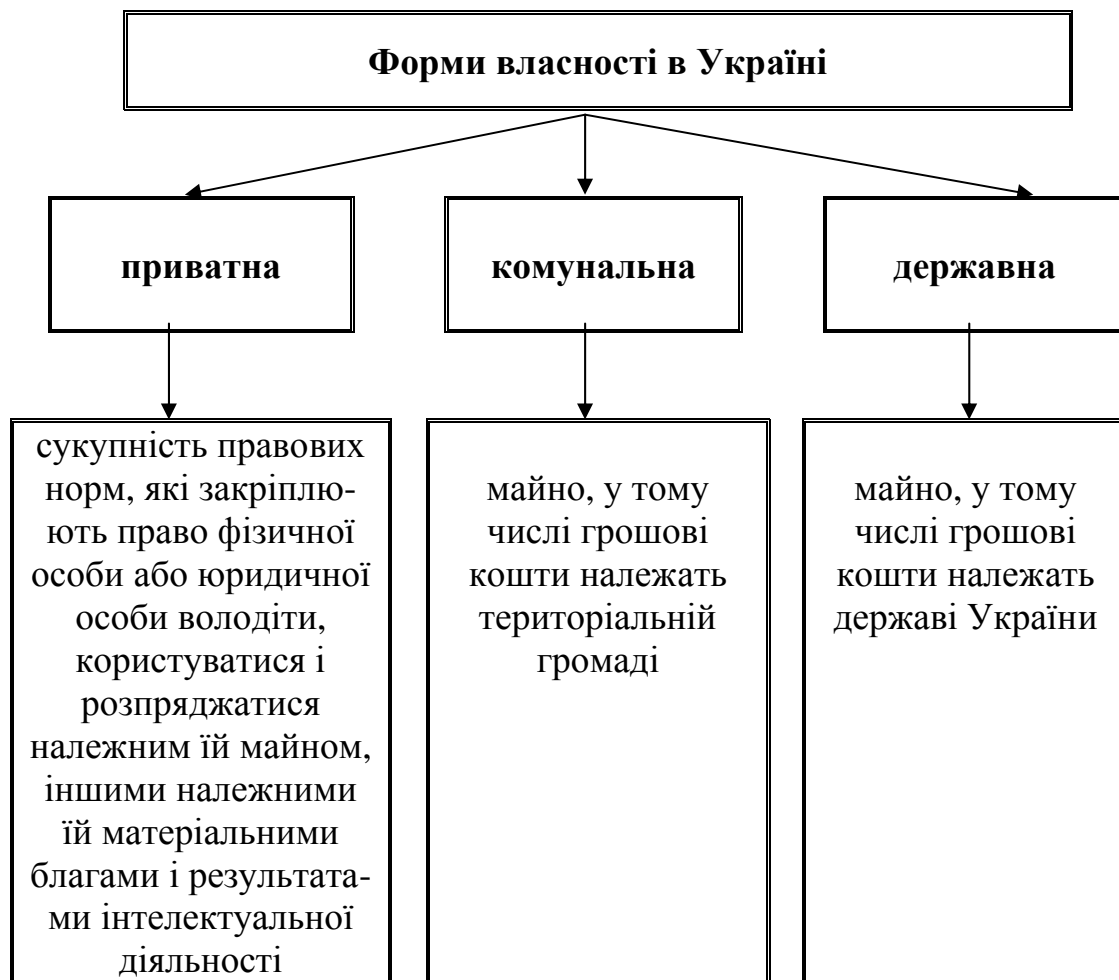 Форми власності в Україні
приватна
комунальна
державна
сукупність правових
норм, які закріплю-
ють право фізичної
особи або юридичної
особи володіти,
користуватися і
розпряджатися
належним їй майном,
іншими належними
їй матеріальними
благами і результата-
ми інтелектуальної
діяльності
майно, у тому
числі грошові
кошти належать
територіальній
громаді
майно, у тому
числі грошові
кошти належать
державі України